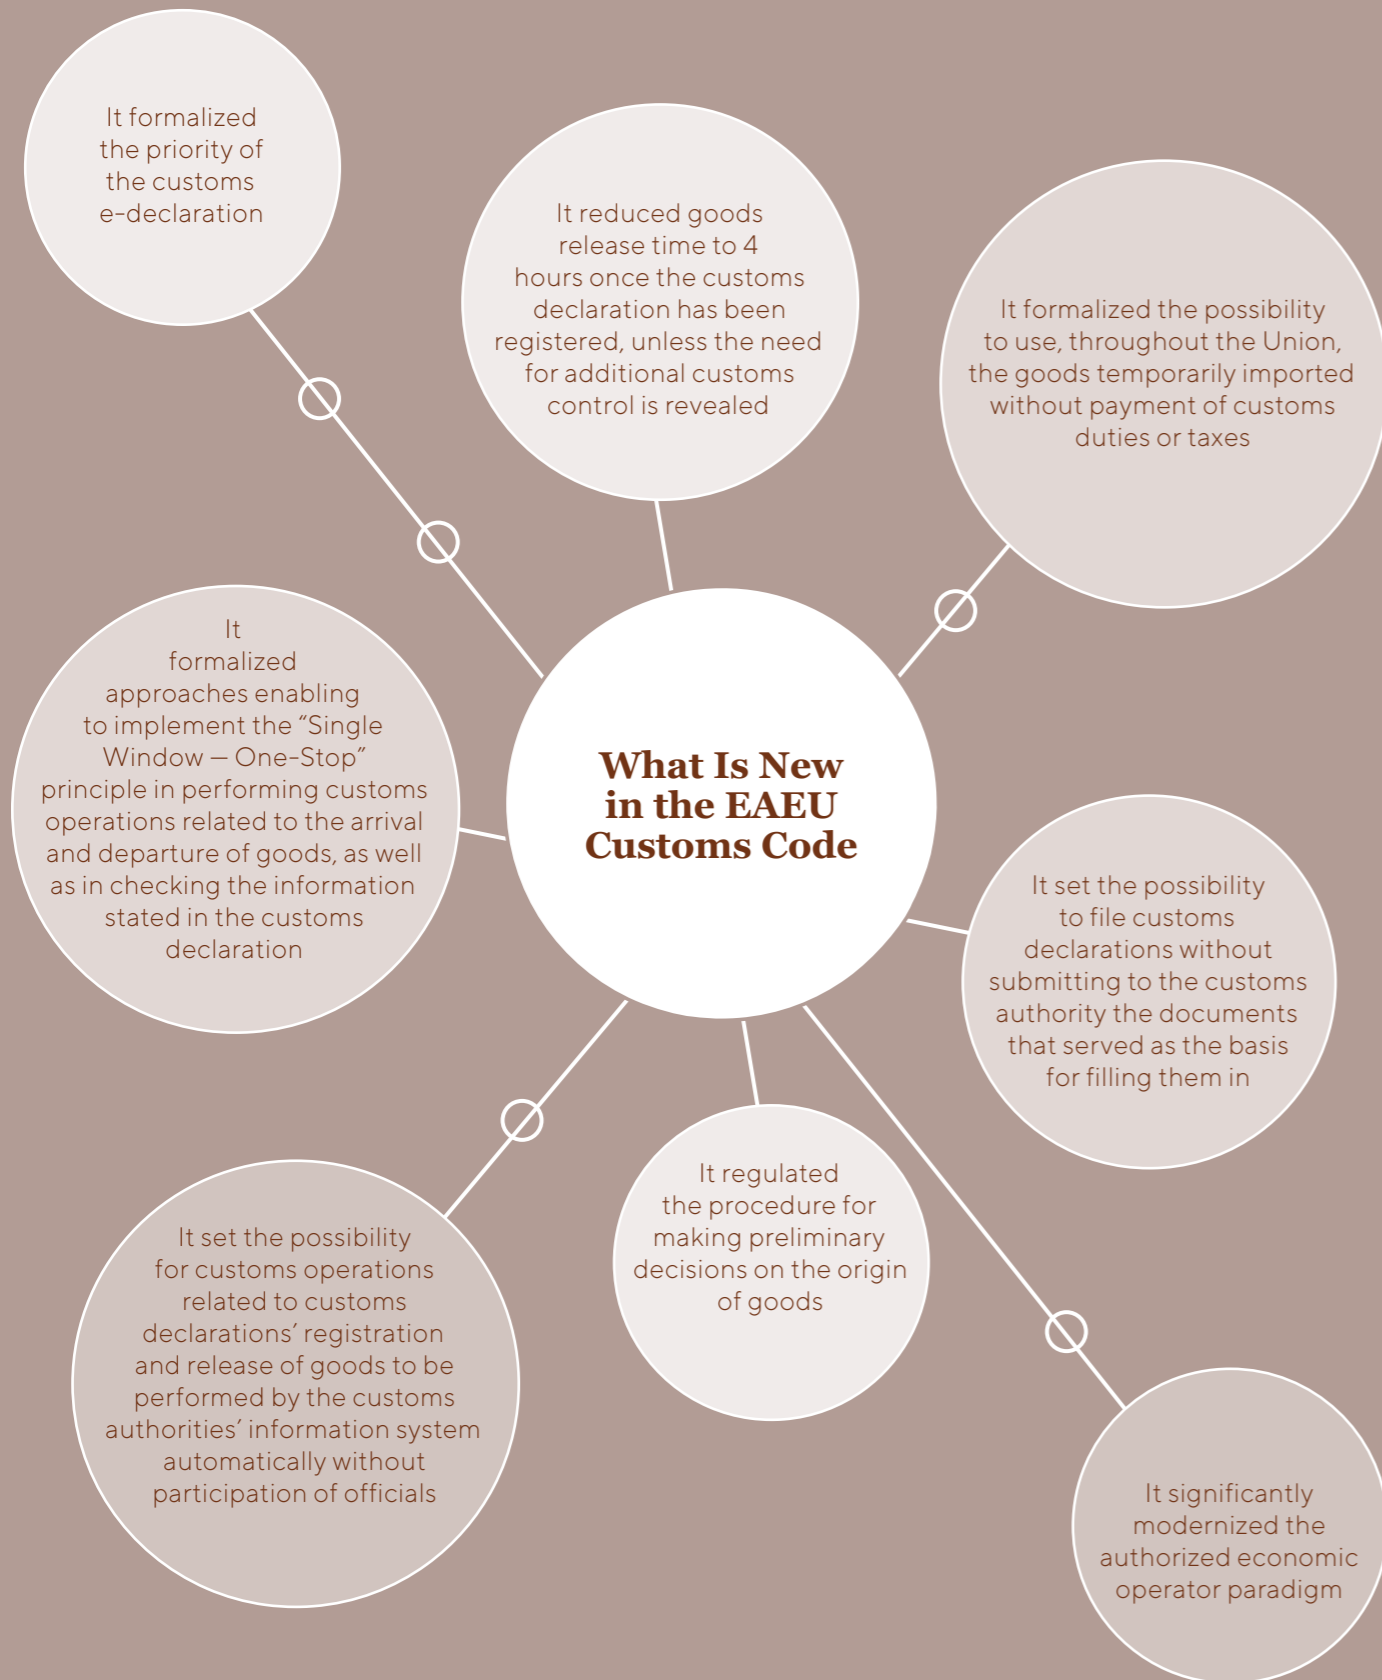 It formalized
the priority of
the customs
e-declaration
It reduced goods
release time to 4
hours once the customs
declaration has been
registered, unless the need
for additional customs
control is revealed
It formalized the possibility
to use, throughout the Union,
the goods temporarily imported
without payment of customs
duties or taxes
It
formalized
approaches enabling
to implement the “Single
Window – One-Stop”
principle in performing customs
operations related to the arrival
and departure of goods, as well
as in checking the information
stated in the customs
declaration
What Is New
in the EAEU
Customs Code
It set the possibility
to file customs
declarations without
submitting to the customs
authority the documents
that served as the basis
for filling them in
It set the possibility
for customs operations
related to customs
declarations’ registration
and release of goods to be
performed by the customs
authorities’ information system
automatically without
participation of officials
It regulated
the procedure for
making preliminary
decisions on the origin
of goods
It significantly
modernized the
authorized economic
operator paradigm